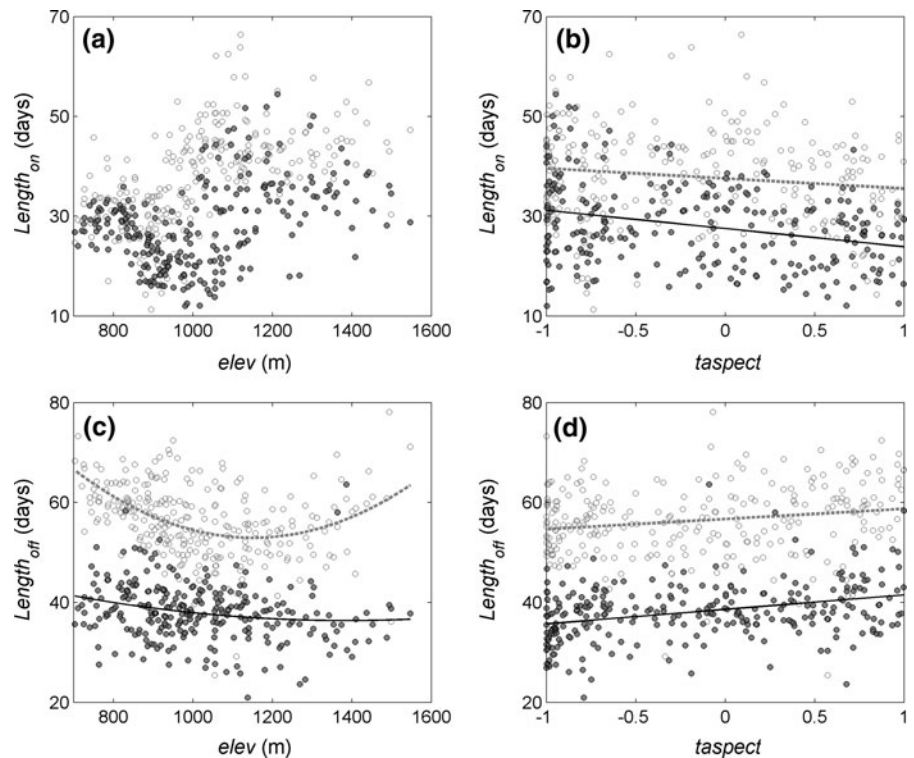 (a)
70
50
30
10
Length_on (days)
800 1000 1200 1400 1600
elev (m)
(b)
70
50
30
10
Length_on (days)
-1 -0.5 0 0.5 1
taspect
(c)
80
60
40
20
Length_off (days)
800 1000 1200 1400 1600
elev (m)
(d)
80
60
40
20
Length_off (days)
-1 -0.5 0 0.5 1
taspect